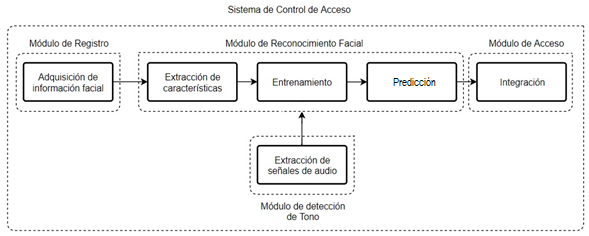 Sistema de Control de Acceso
Módulo de Registro
Módulo de Reconocimiento Facial
Módulo de Acceso
Adquisición de
información facial
Extracción de
características
Entrenamiento
Predicción
Integración
Extracción de
señales de audio
Módulo de detección
de Tono